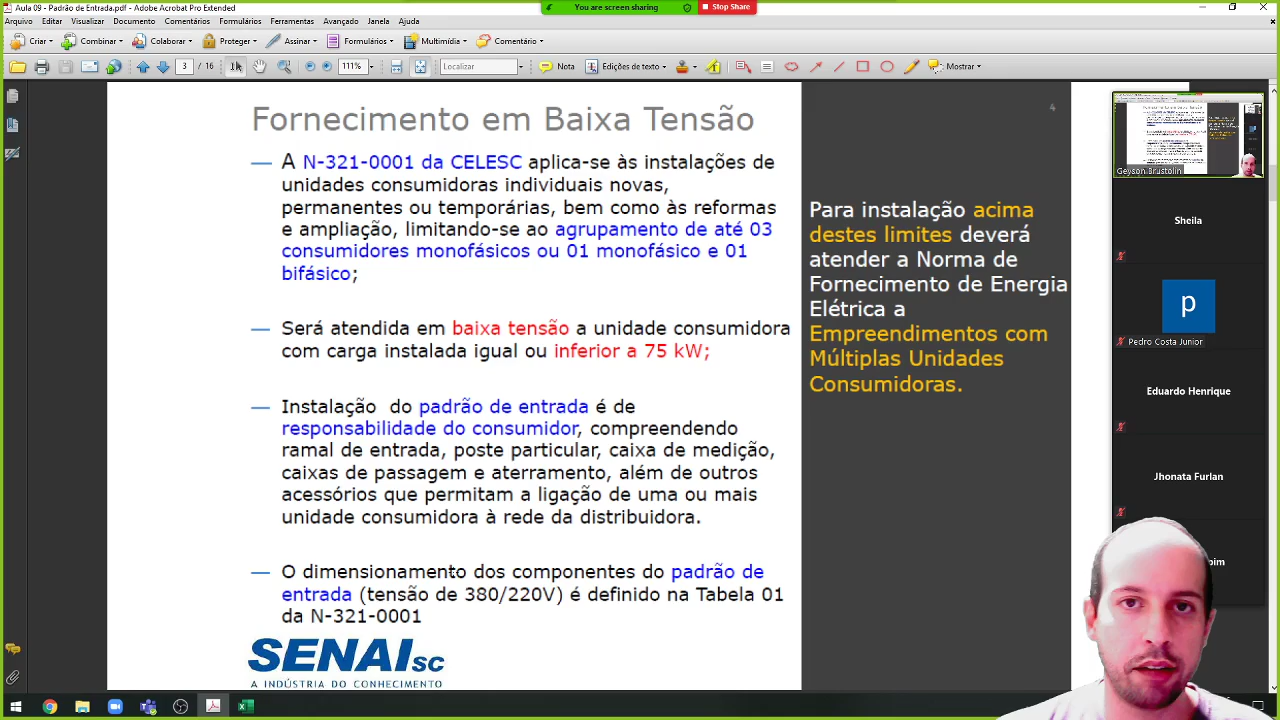 Aula 09 - Padrão de Entrada.pdf - Adobe Acrobat Pro Extended
You are screen sharing
Stop Share
Arquivo Editar Visualizar Documento Comentários Formulários Ferramentas Avançado Janela Ajuda
Criar Combinar Colaborar Proteger Assinar Formulários Multimídia Comentário
3 / 16 111% Localizar Nota Edições de texto Mostrar
4
Fornecimento em Baixa Tensão
— A N-321-0001 da CELESC aplica-se às instalações de
unidades consumidoras individuais novas,
permanentes ou temporárias, bem como às reformas
e ampliação, limitando-se ao agrupamento de até 03
consumidores monofásicos ou 01 monofásico e 01
bifásico;
— Será atendida em baixa tensão a unidade consumidora
com carga instalada igual ou inferior a 75 kW;
— Instalação do padrão de entrada é de
responsabilidade do consumidor, compreendendo
ramal de entrada, poste particular, caixa de medição,
caixas de passagem e aterramento, além de outros
acessórios que permitam a ligação de uma ou mais
unidade consumidora à rede da distribuidora.
— O dimensionamento dos componentes do padrão de
entrada (tensão de 380/220V) é definido na Tabela 01
da N-321-0001
SENAI sc
A INDÚSTRIA DO CONHECIMENTO
Para instalação acima
destes limites deverá
atender a Norma de
Fornecimento de Energia
Elétrica a
Empreendimentos com
Múltiplas Unidades
Consumidoras.
Geyson Brustolin
Sheila
p
Pedro Costa Junior
Eduardo Henrique
Jhonata Furlan